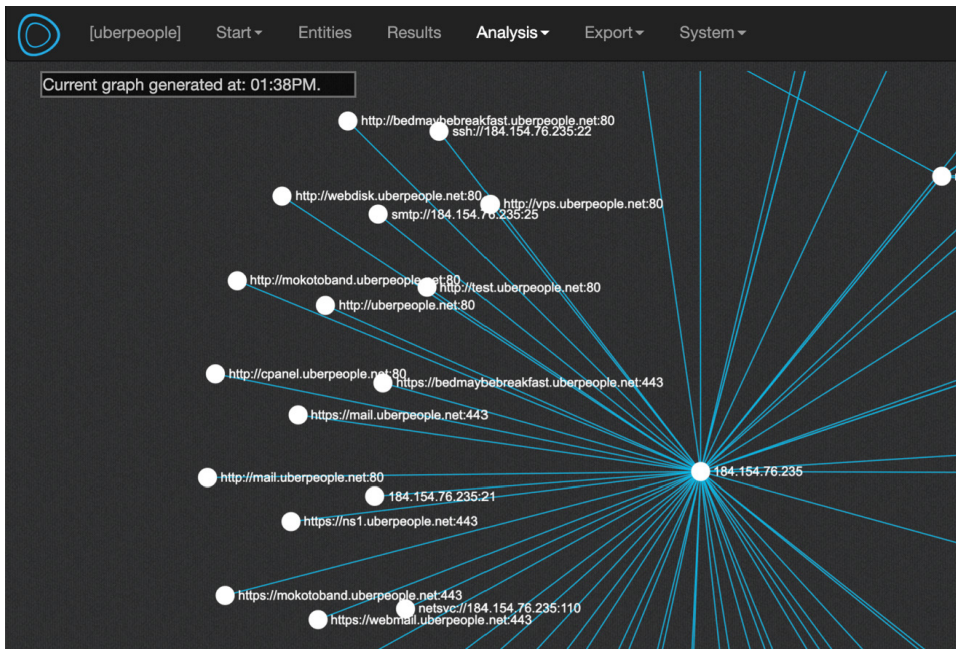 [uberpeople] Start Entities Results Analysis Export System
Current graph generated at: 01:38PM.
http://bedmaybebreakfast.uberpeople.net:80
ssh://184.154.76.235:22
http://webdisk.uberpeople.net:80
http://vps.uberpeople.net:80
smtp://184.154.76.235:25
http://mokotoband.uberpeople.net:80
http://test.uberpeople.net:80
http://uberpeople.net:80
http://cpanel.uberpeople.net:80
https://bedmaybebreakfast.uberpeople.net:443
https://mail.uberpeople.net:443
184.154.76.235
http://mail.uberpeople.net:80
184.154.76.235:21
https://ns1.uberpeople.net:443
https://mokotoband.uberpeople.net:443
netsvc://184.154.76.235:110
https://webmail.uberpeople.net:443